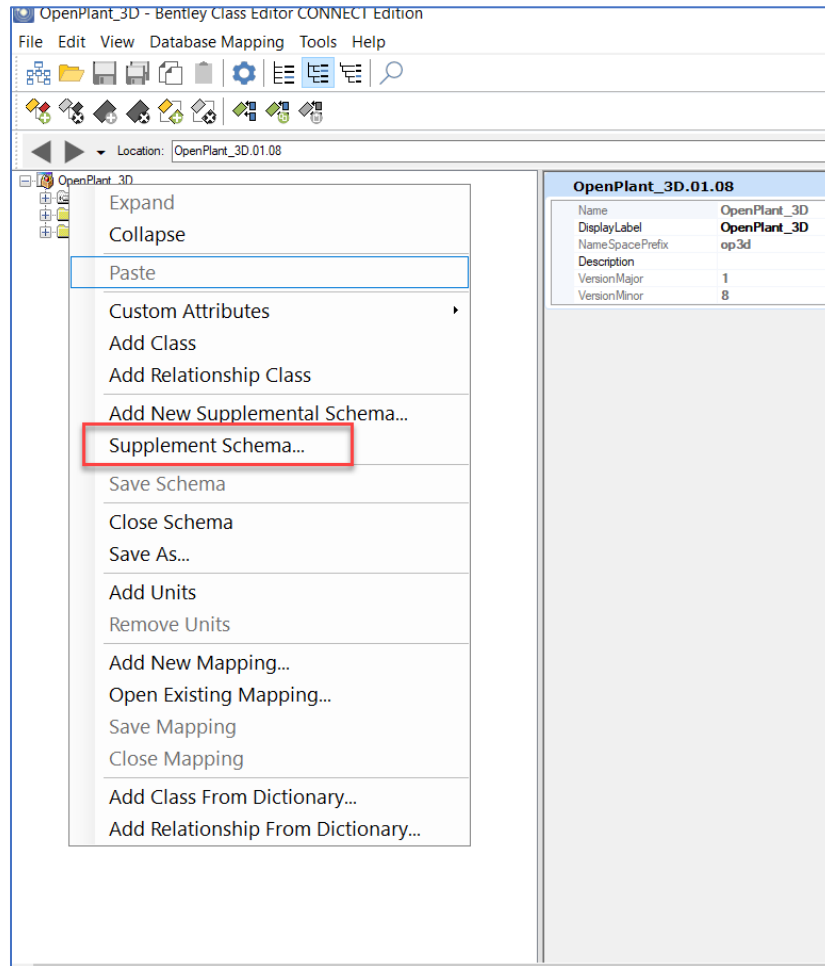 OpenPlant_3D - Bentley Class Editor CONNECT Edition
File Edit View Database Mapping Tools Help
Location: OpenPlant_3D.01.08
OpenPlant_3D
Expand
Collapse
Paste
Custom Attributes
Add Class
Add Relationship Class
Add New Supplemental Schema...
Supplement Schema...
Save Schema
Close Schema
Save As...
Add Units
Remove Units
Add New Mapping...
Open Existing Mapping...
Save Mapping
Close Mapping
Add Class From Dictionary...
Add Relationship From Dictionary...
OpenPlant_3D.01.08
Name OpenPlant_3D
DisplayLabel OpenPlant_3D
NameSpacePrefix op3d
Description
VersionMajor 1
VersionMinor 8